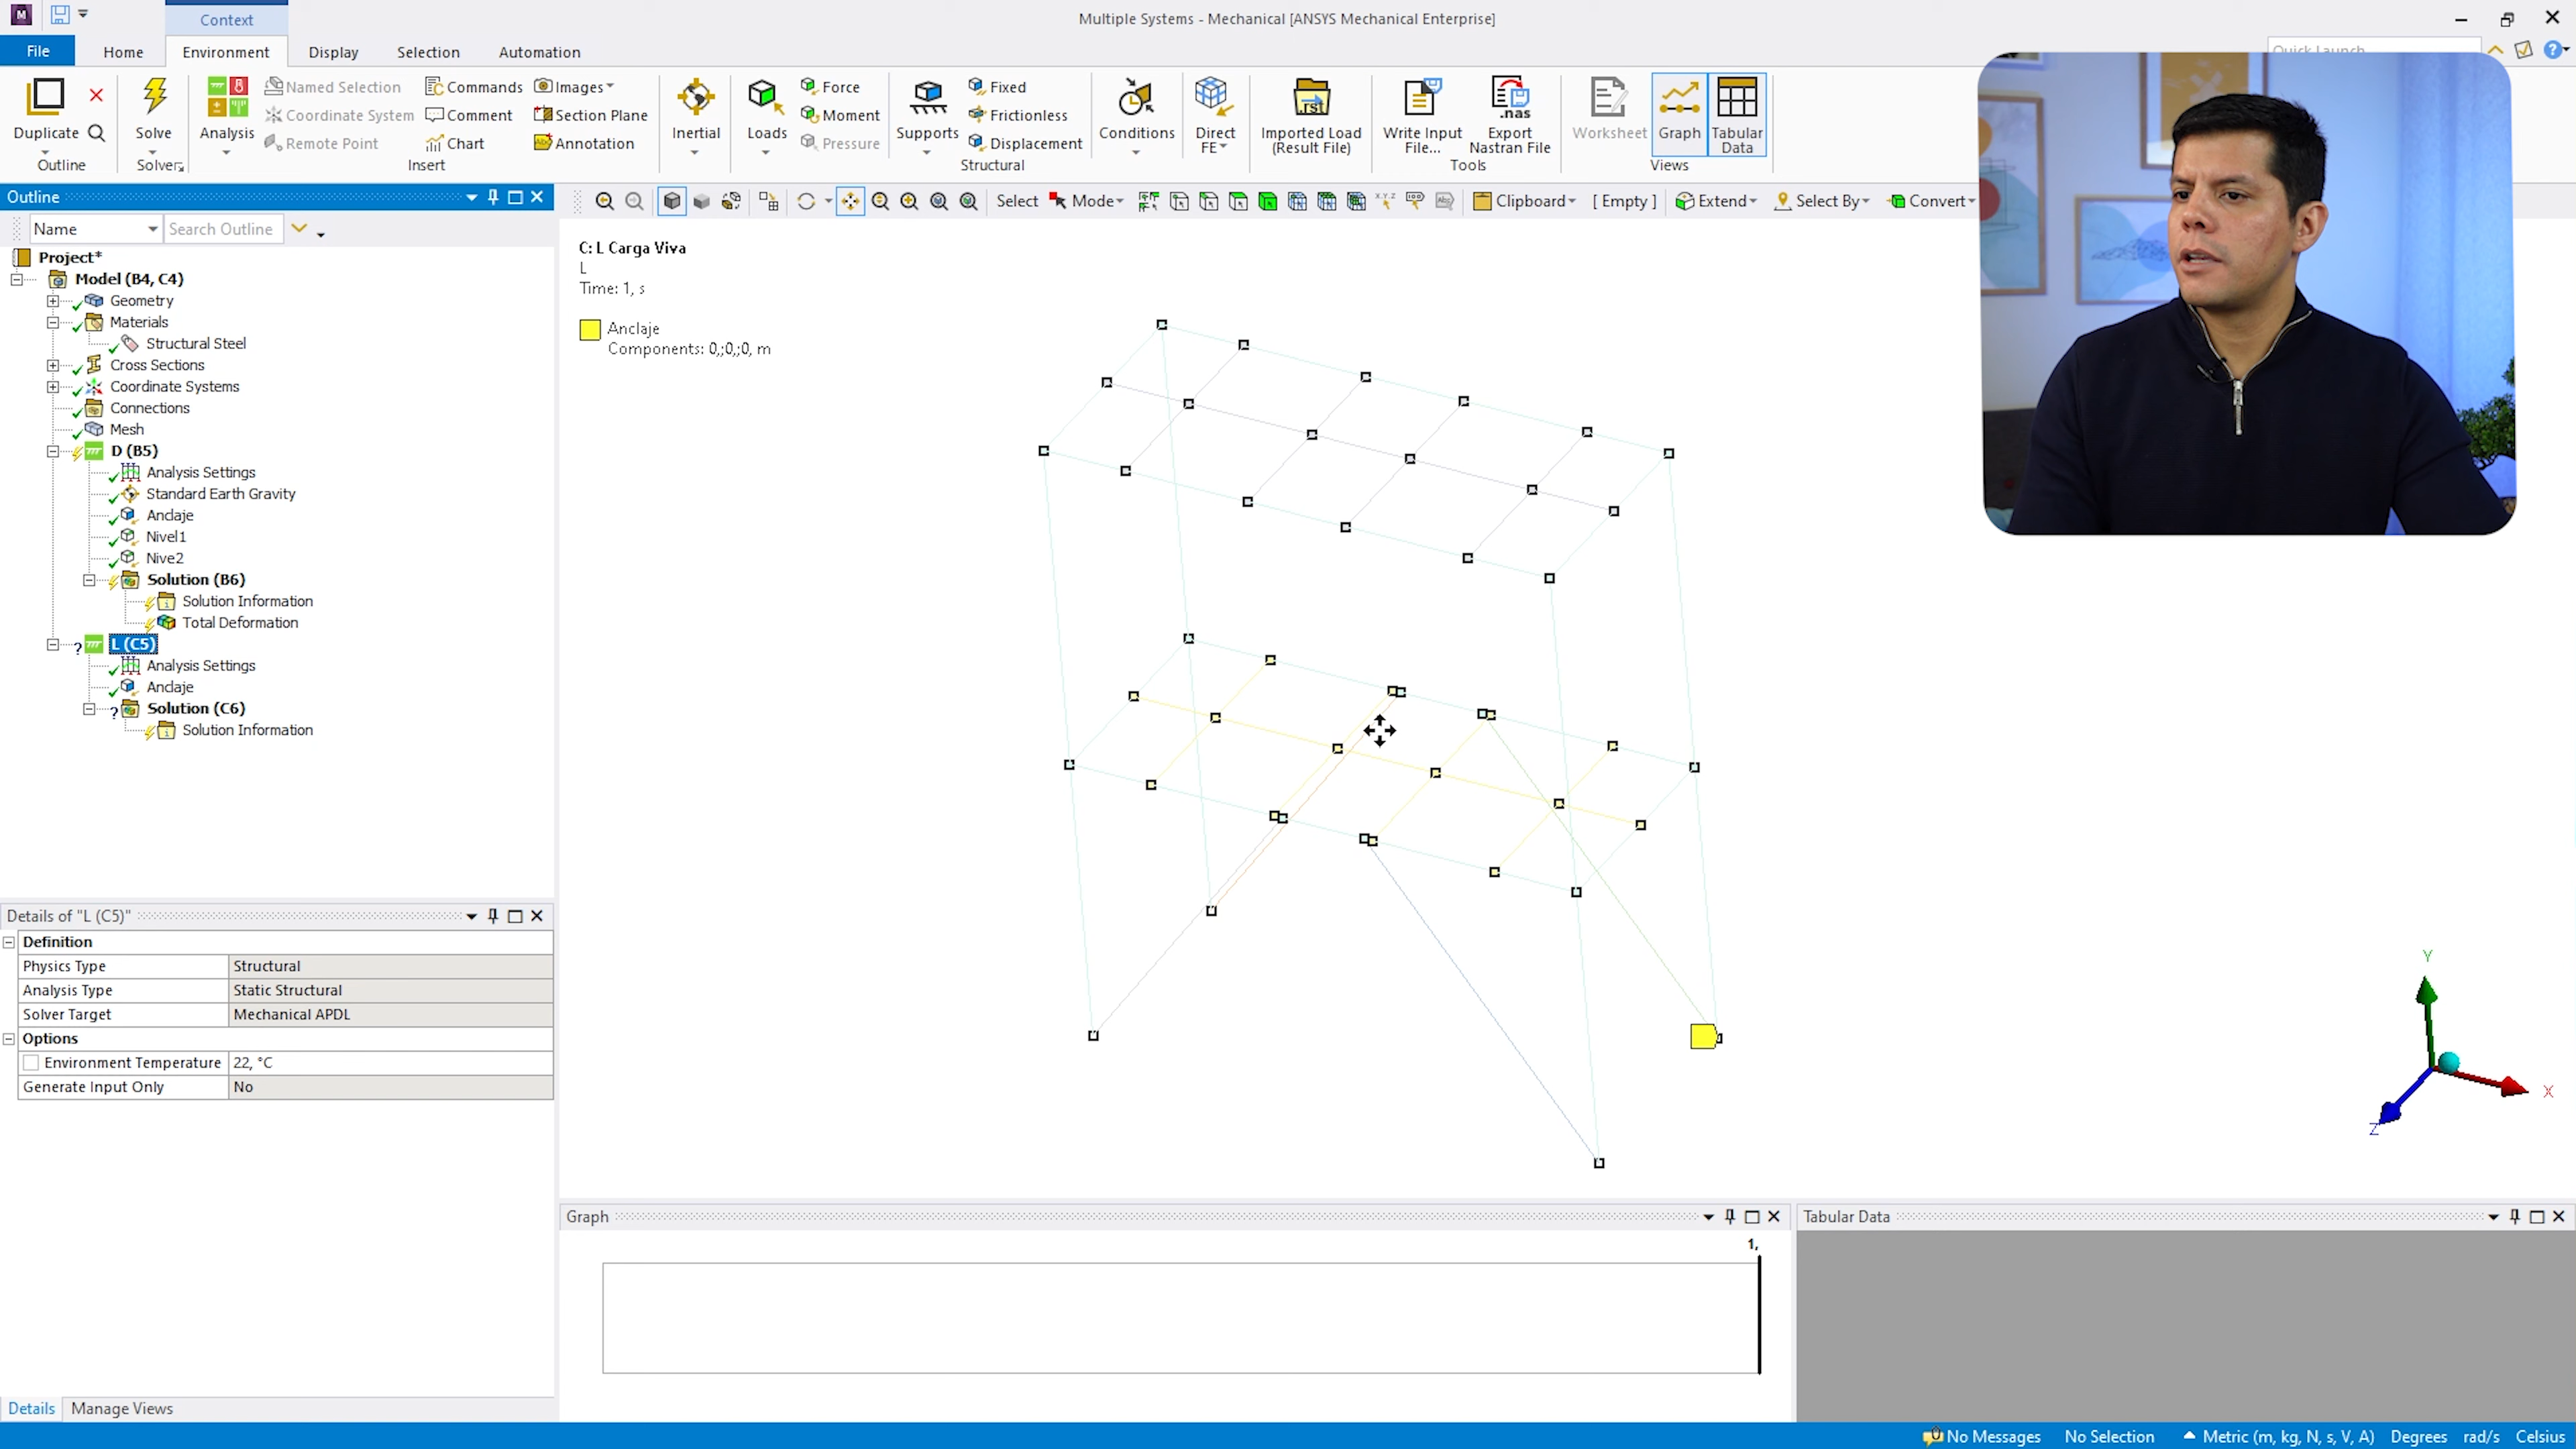 Context
Multiple Systems - Mechanical [ANSYS Mechanical Enterprise]
File
Home
Environment
Display
Selection
Automation
Duplicate
Outline
Solve
Solver
Analysis
Named Selection
Coordinate System
Remote Point
Commands
Comment
Chart
Images
Section Plane
Annotation
Insert
Inertial
Loads
Force
Moment
Pressure
Supports
Fixed
Frictionless
Displacement
Structural
Conditions
Direct
FE
Imported Load
(Result File)
Write Input
File...
.nas
Export
Nastran File
Tools
Worksheet
Graph
Tabular
Data
Views
Outline
Name
Search Outline
Select
Mode
Clipboard
[ Empty ]
Extend
Select By
Convert
Project*
Model (B4, C4)
Geometry
Materials
Structural Steel
Cross Sections
Coordinate Systems
Connections
Mesh
D (B5)
Analysis Settings
Standard Earth Gravity
Anclaje
Nivel1
Nive2
Solution (B6)
Solution Information
Total Deformation
L (C5)
Analysis Settings
Anclaje
Solution (C6)
Solution Information
C: L Carga Viva
L
Time: 1, s
Anclaje
Components: 0,;0,;0, m
Y
X
Z
Details of "L (C5)"
Definition
Physics Type Structural
Analysis Type Static Structural
Solver Target Mechanical APDL
Options
Environment Temperature 22, °C
Generate Input Only No
Details
Manage Views
Graph
1,
Tabular Data
No Messages
No Selection
Metric (m, kg, N, s, V, A)
Degrees
rad/s
Celsius